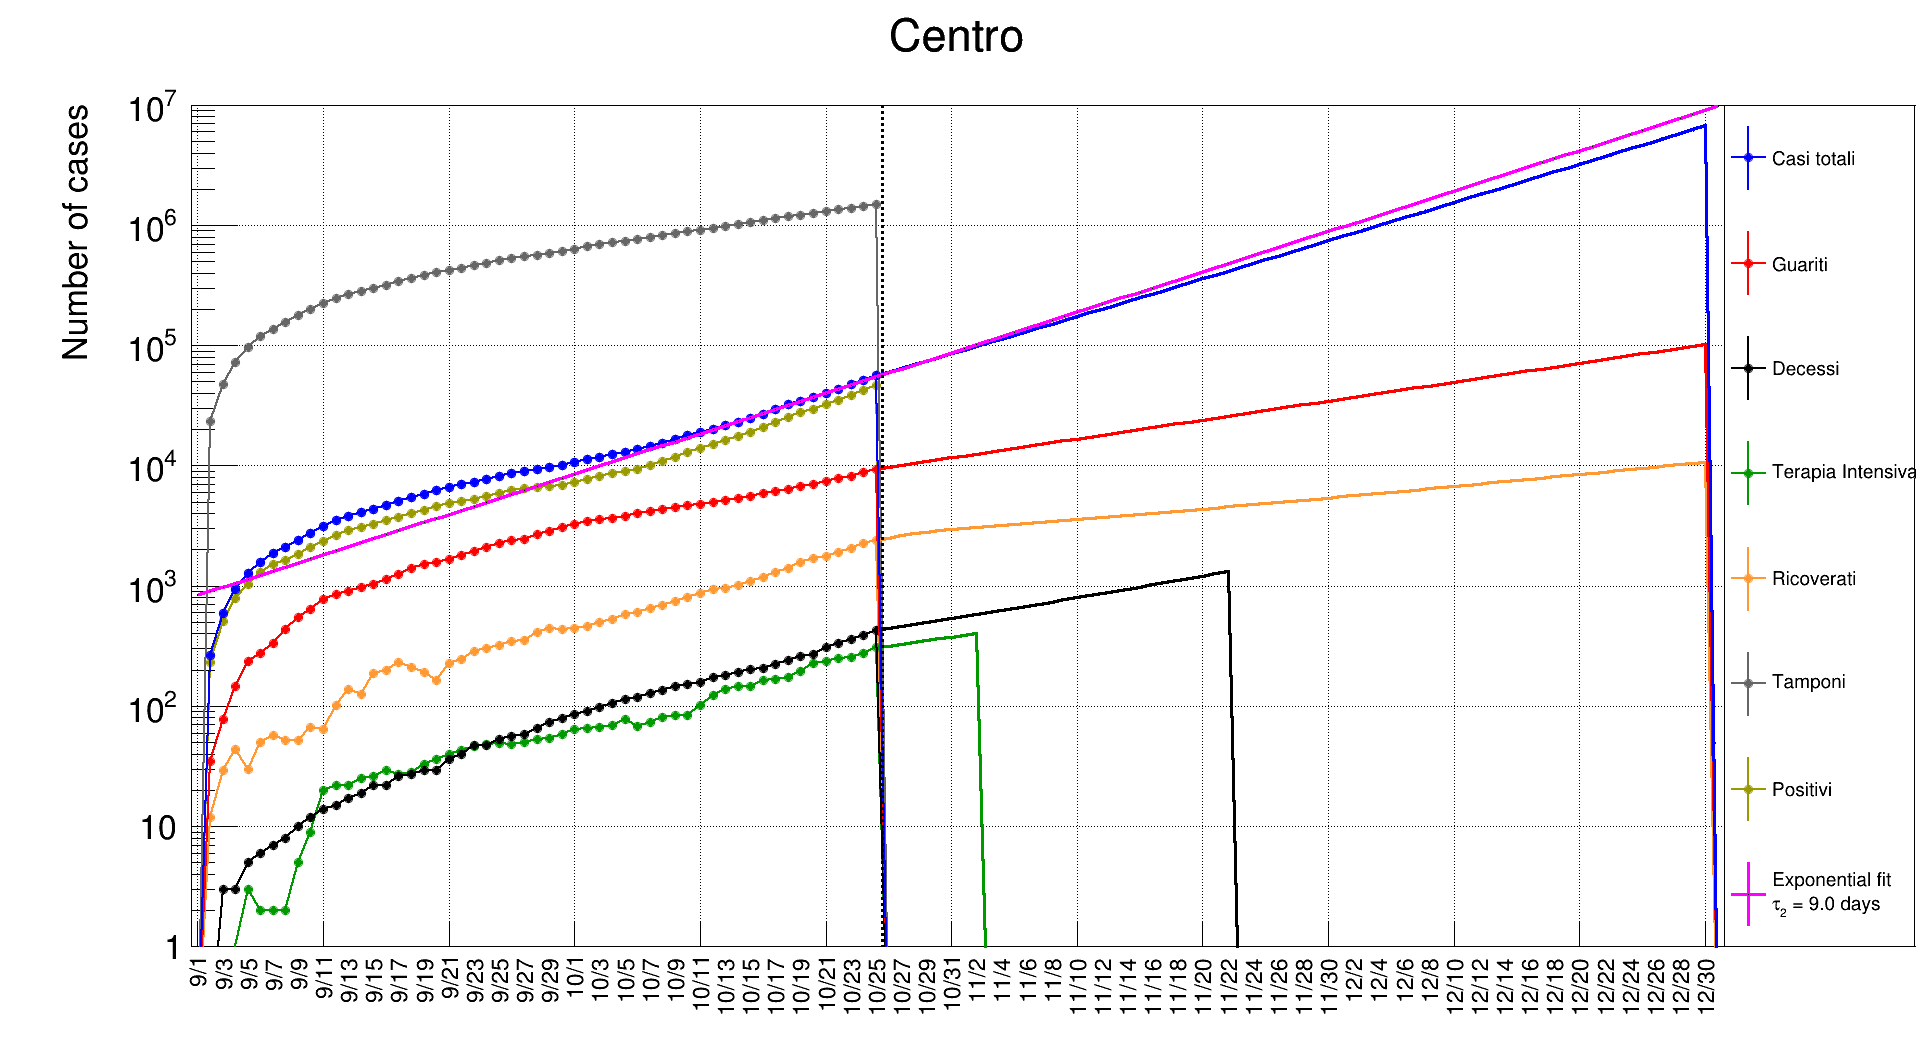 Centro
Number of cases
10^7
10^6
10^5
10^4
10^3
10^2
10
1
9/1 9/3 9/5 9/7 9/9 9/11 9/13 9/15 9/17 9/19 9/21 9/23 9/25 9/27 9/29 10/1 10/3 10/5 10/7 10/9 10/11 10/13 10/15 10/17 10/19 10/21 10/23 10/25 10/27 10/29 10/31 11/2 11/4 11/6 11/8 11/10 11/12 11/14 11/16 11/18 11/20 11/22 11/24 11/26 11/28 11/30 12/2 12/4 12/6 12/8 12/10 12/12 12/14 12/16 12/18 12/20 12/22 12/24 12/26 12/28 12/30
Casi totali
Guariti
Decessi
Terapia Intensiva
Ricoverati
Tamponi
Positivi
Exponential fit
τ₂ = 9.0 days